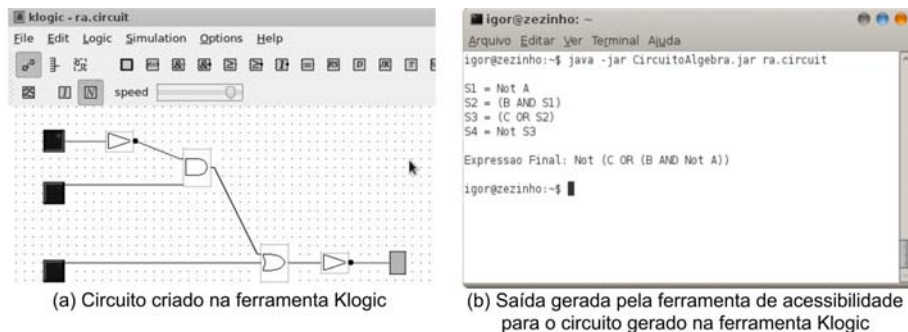 klogic - ra.circuit
File Edit Logic Simulation Options Help
speed
(a) Circuito criado na ferramenta Klogic
igor@zezinho: ~
Arquivo Editar Ver Terminal Ajuda
igor@zezinho:~$ java -jar CircuitoAlgebra.jar ra.circuit
S1 = Not A
S2 = (B AND S1)
S3 = (C OR S2)
S4 = Not S3
Expressao Final: Not (C OR (B AND Not A))
igor@zezinho:~$
(b) Saída gerada pela ferramenta de acessibilidade
para o circuito gerado na ferramenta Klogic